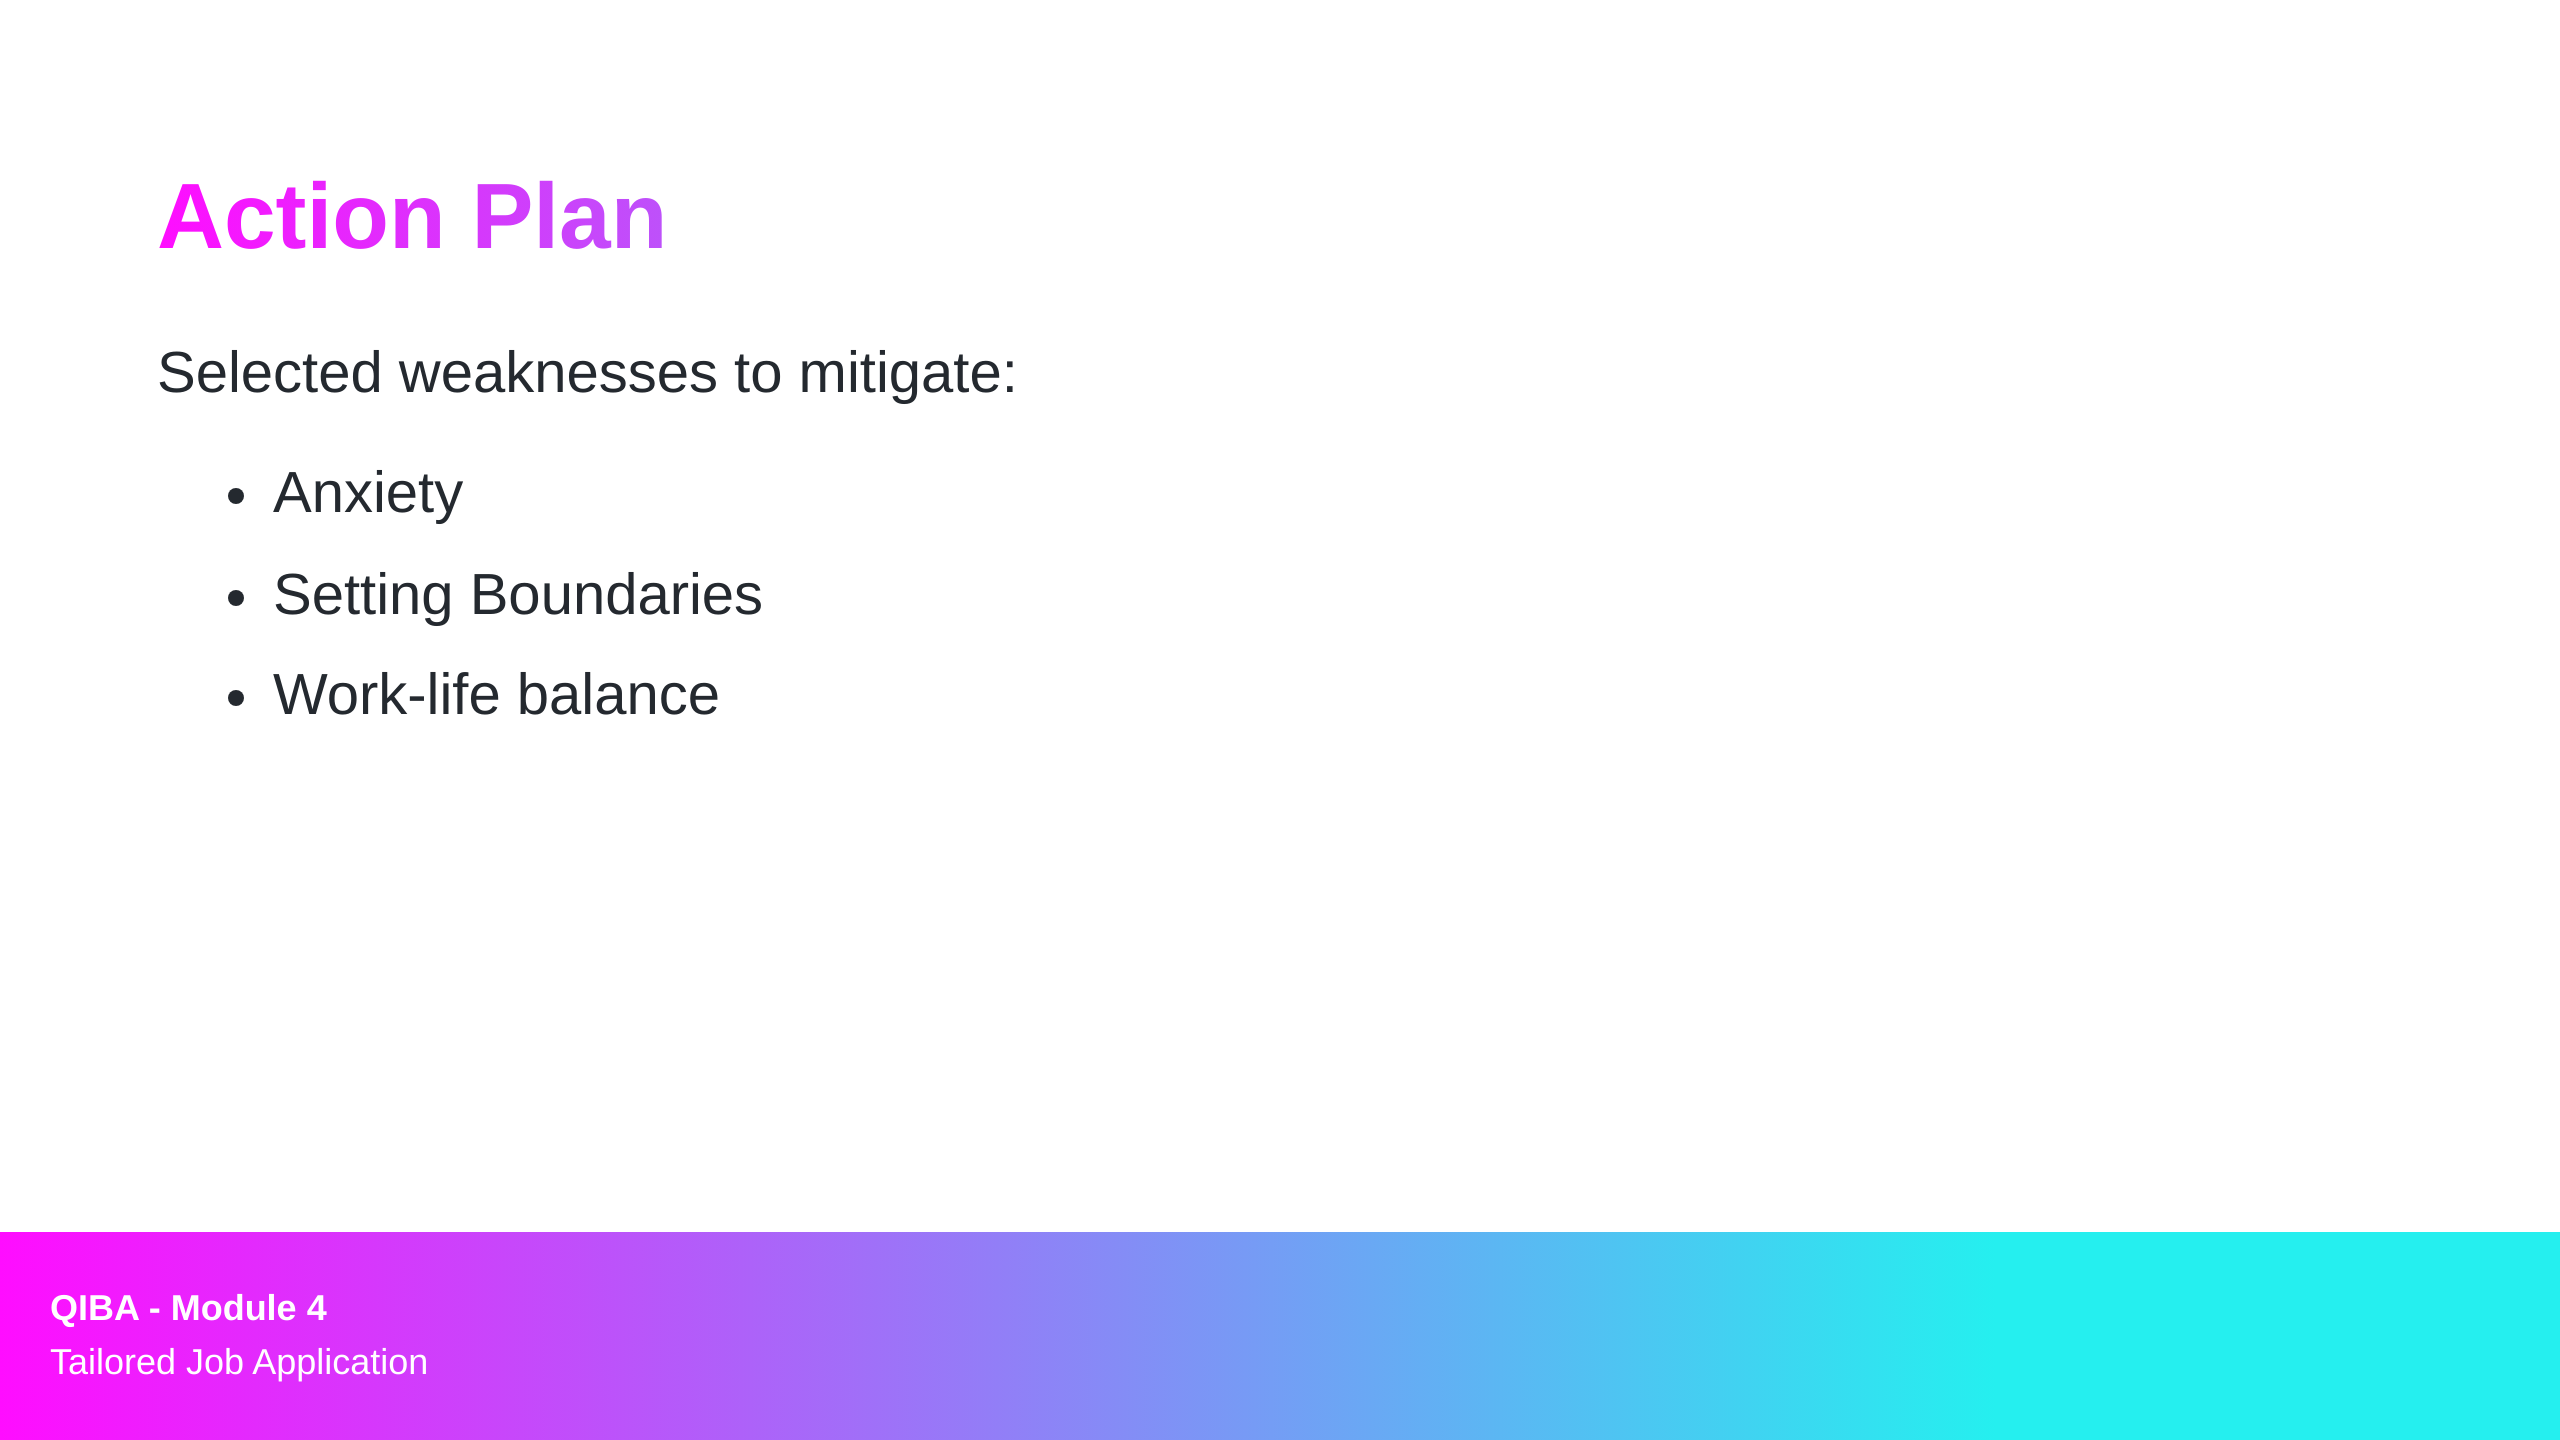 Action Plan
Selected weaknesses to mitigate:
• Anxiety
• Setting Boundaries
• Work-life balance
QIBA - Module 4
Tailored Job Application